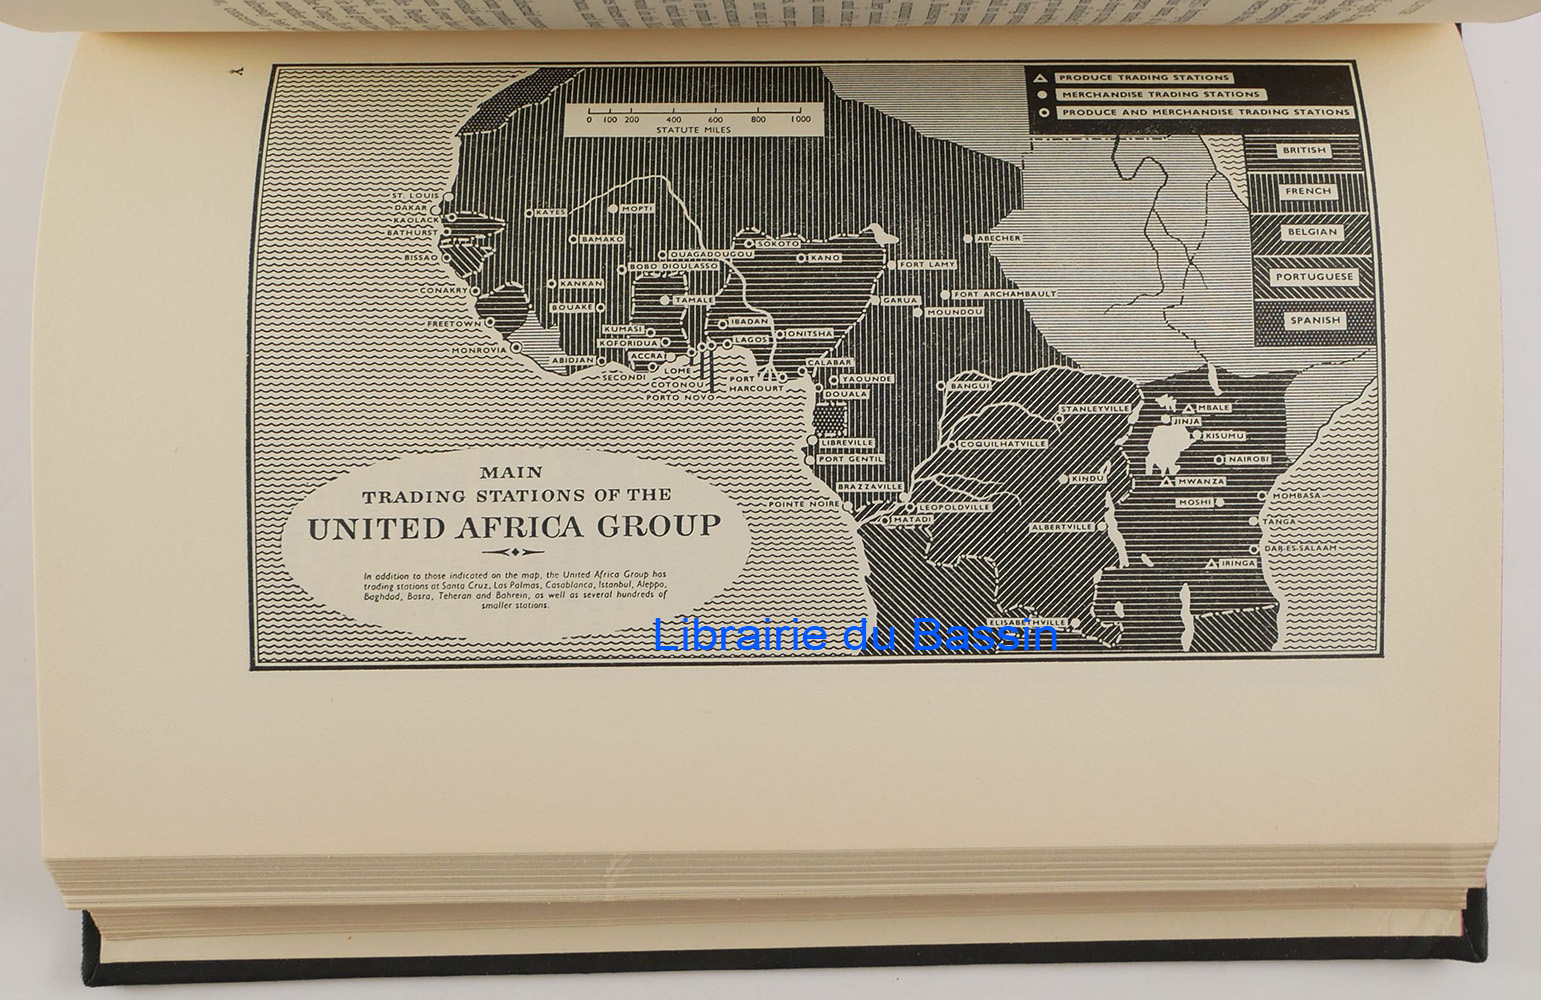 X
PRODUCE TRADING STATIONS
MERCHANDISE TRADING STATIONS
PRODUCE AND MERCHANDISE TRADING STATIONS
0 100 200 400 600 800 1000
STATUTE MILES
BRITISH
FRENCH
BELGIAN
PORTUGUESE
SPANISH
ST. LOUIS
DAKAR
KAOLACK
BATHURST
BISSAO
CONAKRY
FREETOWN
MONROVIA
KAYES
MOPTI
BAMAKO
OUAGADOUGOU
BOBO DIOULASSO
KANKAN
BOUAKE
TAMALE
KUMASI
KOFORIDUA
ACCRA
ABIDJAN
SECONDI
LOME
COTONOU
PORTO NOVO
SOKOTO
KANO
IBADAN
LAGOS
ONITSHA
PORT
HARCOURT
CALABAR
YAOUNDE
DOUALA
ABECHER
FORT LAMY
GARUA
FORT ARCHAMBAULT
MOUNDOU
BANGUI
STANLEYVILLE
COQUILHATVILLE
LIBREVILLE
PORT GENTIL
BRAZZAVILLE
POINTE NOIRE
LEOPOLDVILLE
MATADI
KINDU
ALBERTVILLE
ELISABETHVILLE
MBALE
JINJA
KISUMU
NAIROBI
MWANZA
MOSHI
MOMBASA
TANGA
DAR-ES-SALAAM
IRINGA
MAIN
TRADING STATIONS OF THE
UNITED AFRICA GROUP
In addition to those indicated on the map, the United Africa Group has
trading stations at Santa Cruz, Las Palmas, Casablanca, Istanbul, Aleppo,
Baghdad, Basra, Teheran and Bahrein, as well as several hundreds of
smaller stations.
Librairie du Bassin